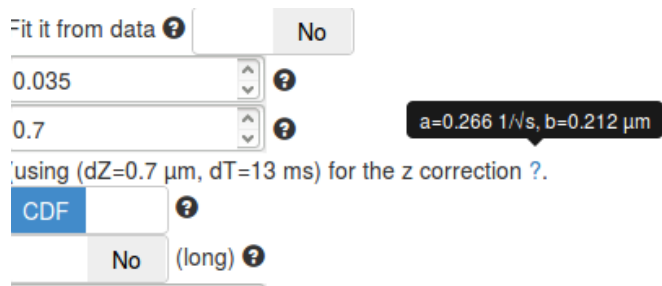 Fit it from data ? No
0.035 ?
0.7 ?
a=0.266 1/√s, b=0.212 µm
(using (dZ=0.7 µm, dT=13 ms) for the z correction ?.
CDF ?
No (long) ?